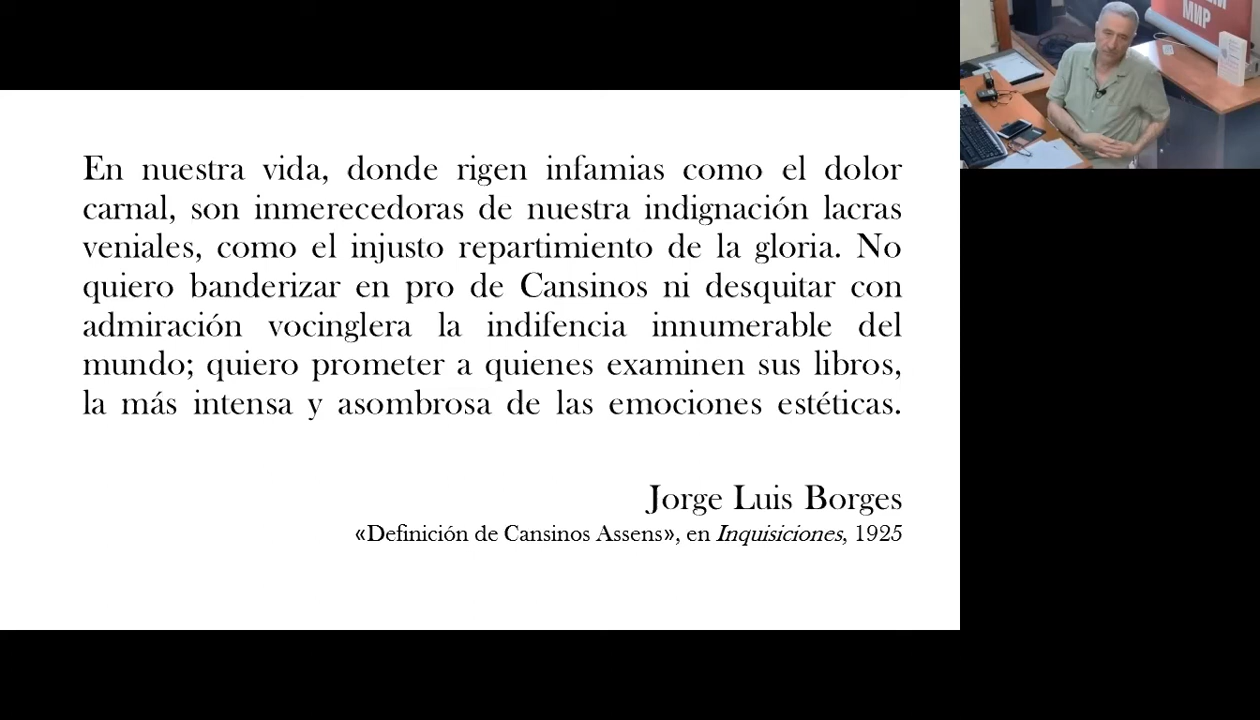 En nuestra vida, donde rigen infamias como el dolor
carnal, son inmerecedoras de nuestra indignación lacras
veniales, como el injusto repartimiento de la gloria. No
quiero banderizar en pro de Cansinos ni desquitar con
admiración vocinglera la indifencia innumerable del
mundo; quiero prometer a quienes examinen sus libros,
la más intensa y asombrosa de las emociones estéticas.
Jorge Luis Borges
«Definición de Cansinos Assens», en Inquisiciones, 1925
МИР